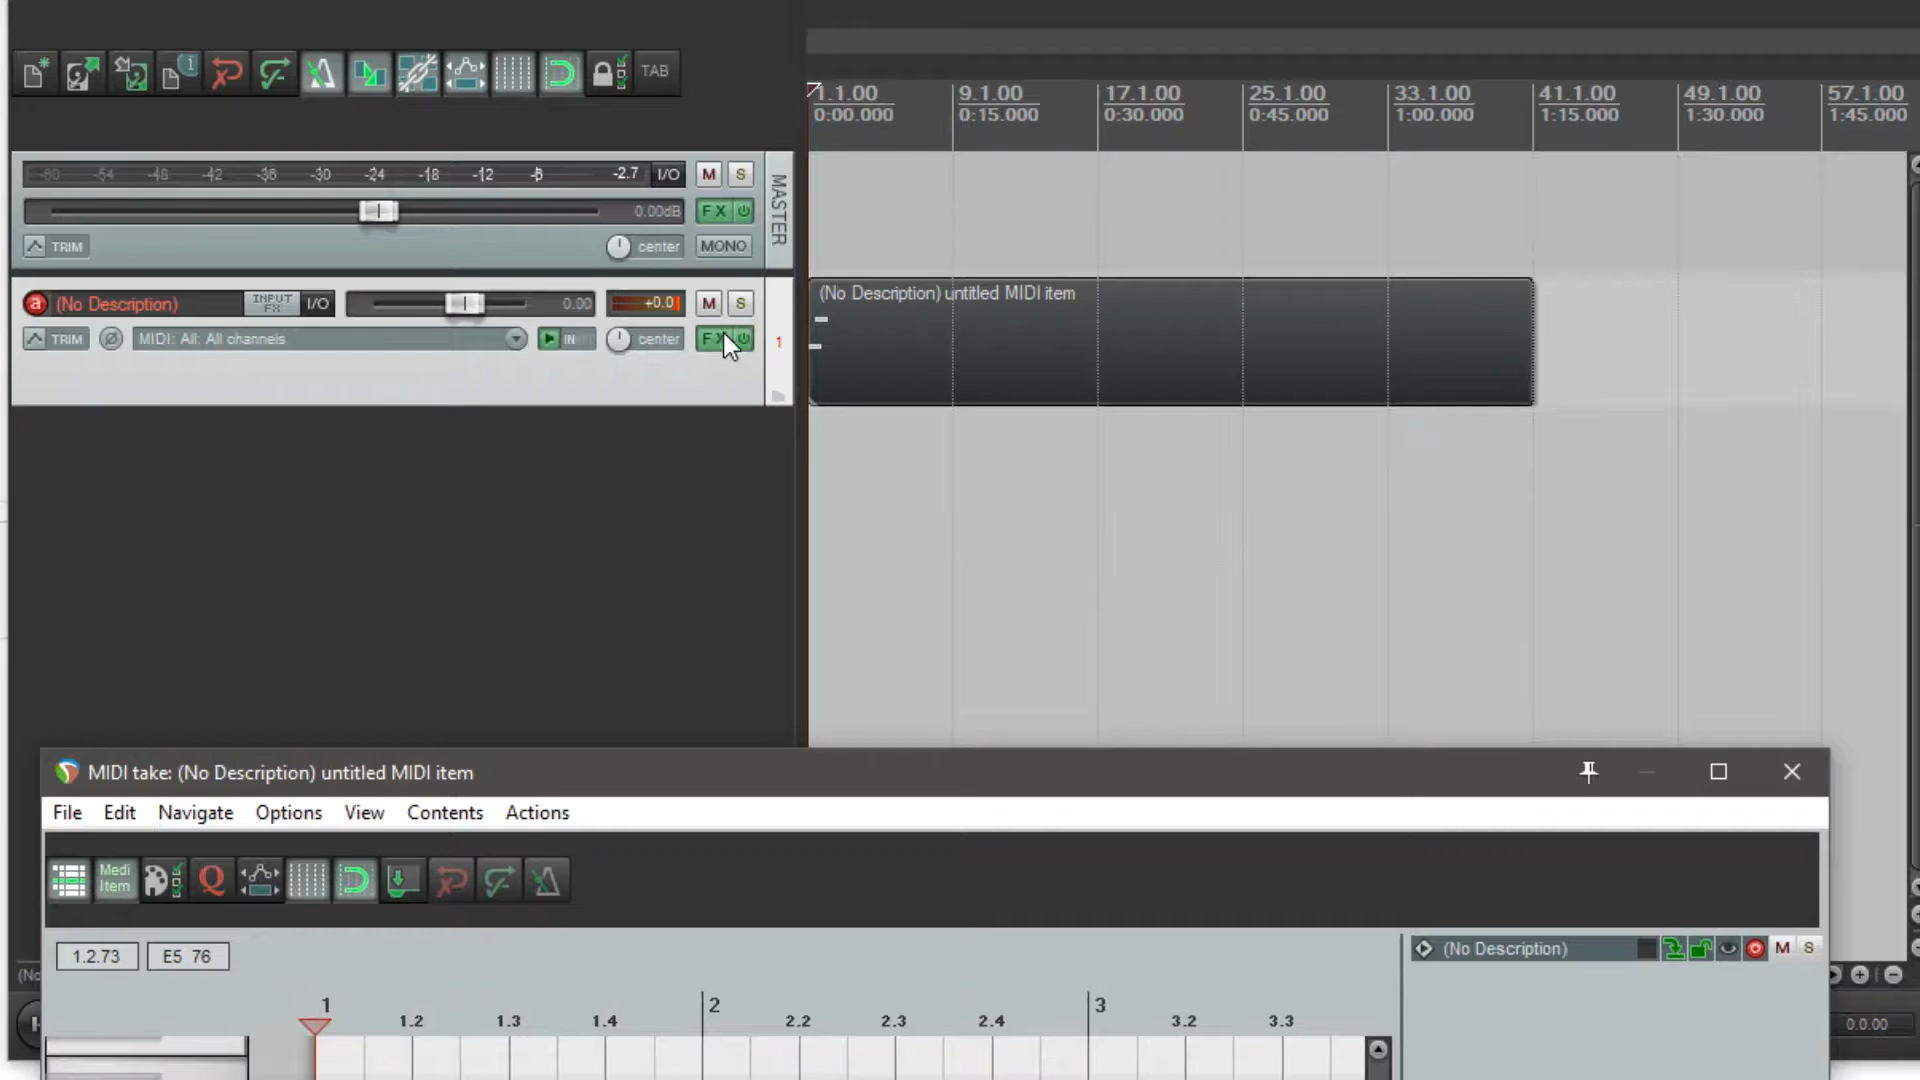 TAB
1.1.00 9.1.00 17.1.00 25.1.00 33.1.00 41.1.00 49.1.00 57.1.00
0:00.000 0:15.000 0:30.000 0:45.000 1:00.000 1:15.000 1:30.000 1:45.000
-60 -54 -48 -42 -36 -30 -24 -18 -12 -6 -2.7 I/O M S
MASTER
0.00dB FX
TRIM center MONO
a (No Description) INPUT FX I/O 0.00 +0.0 M S
(No Description) untitled MIDI item
TRIM MIDI: All: All channels IN center FX 1
MIDI take: (No Description) untitled MIDI item
File Edit Navigate Options View Contents Actions
Medi
Item
Q
1.2.73 E5 76
(No Description) M S
(No
1 2 3
1.2 1.3 1.4 2.2 2.3 2.4 3.2 3.3
0.0.00